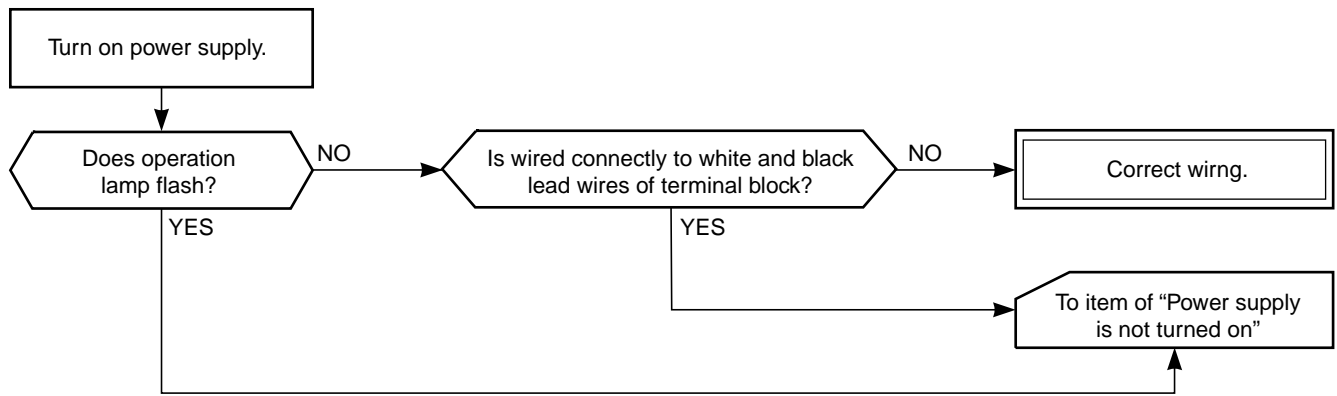 Turn on power supply.
Does operation
lamp flash?
NO
Is wired connectly to white and black
lead wires of terminal block?
NO
Correct wirng.
YES
YES
To item of “Power supply
is not turned on”